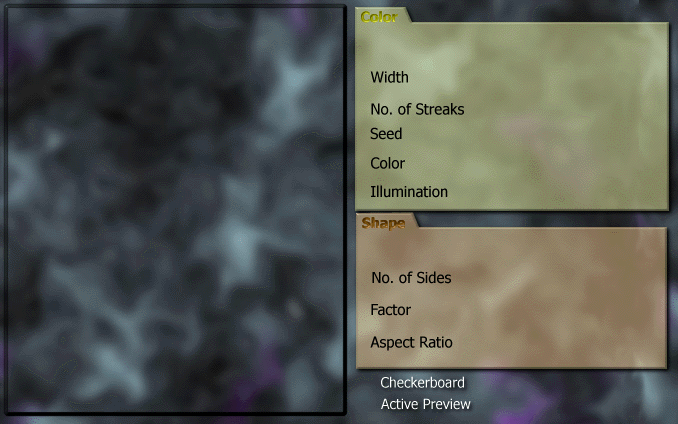 Color
Width
No. of Streaks
Seed
Color
Illumination
Shape
No. of Sides
Factor
Aspect Ratio
Checkerboard
Active Preview